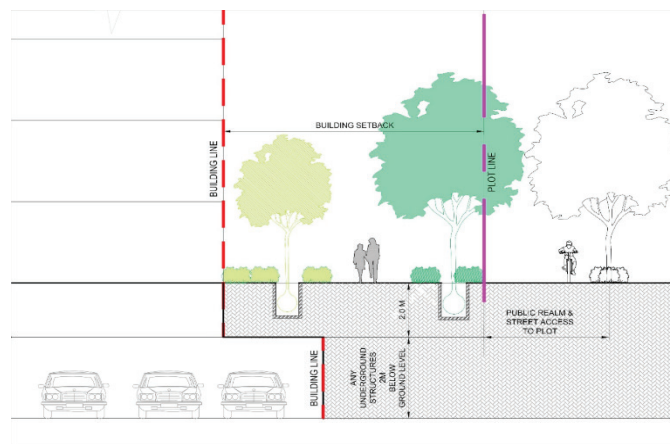 BUILDING SETBACK
BUILDING LINE
PLOT LINE
2.0 M
PUBLIC REALM &
STREET ACCESS
TO PLOT
BUILDING LINE
ANY
UNDERGROUND
STRUCTURES
2M
BELOW
GROUND LEVEL